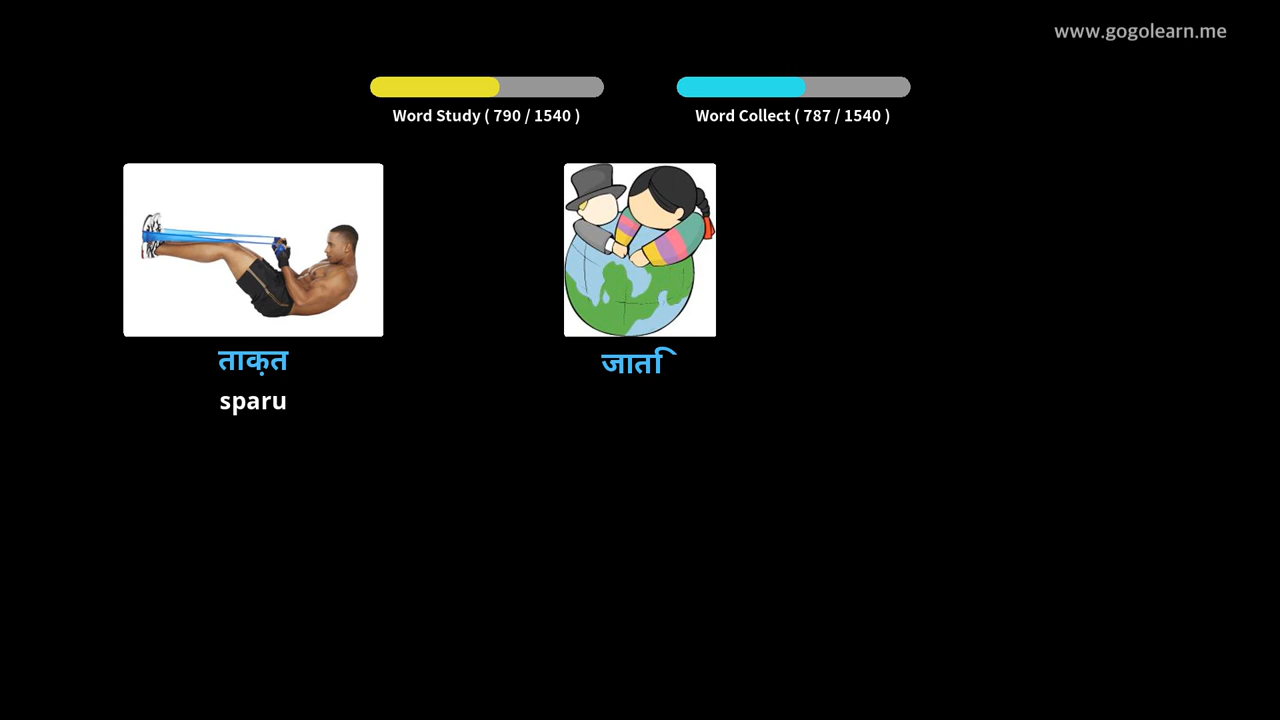 www.gogolearn.me
Word Study ( 790 / 1540 )
Word Collect ( 787 / 1540 )
ताक़त
sparu
जाति